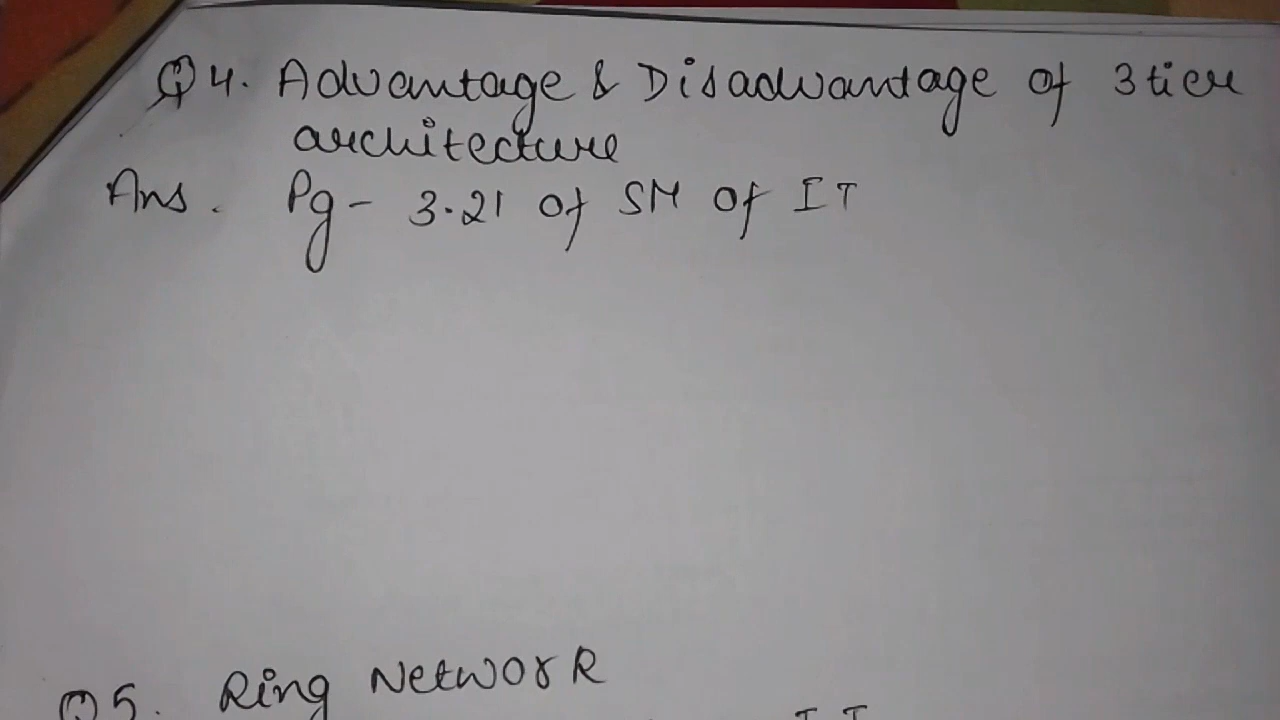 Q4. Advantage & Disadvantage of 3 tier
architecture
Ans. Pg - 3.21 of SM of IT
Q5. Ring Network